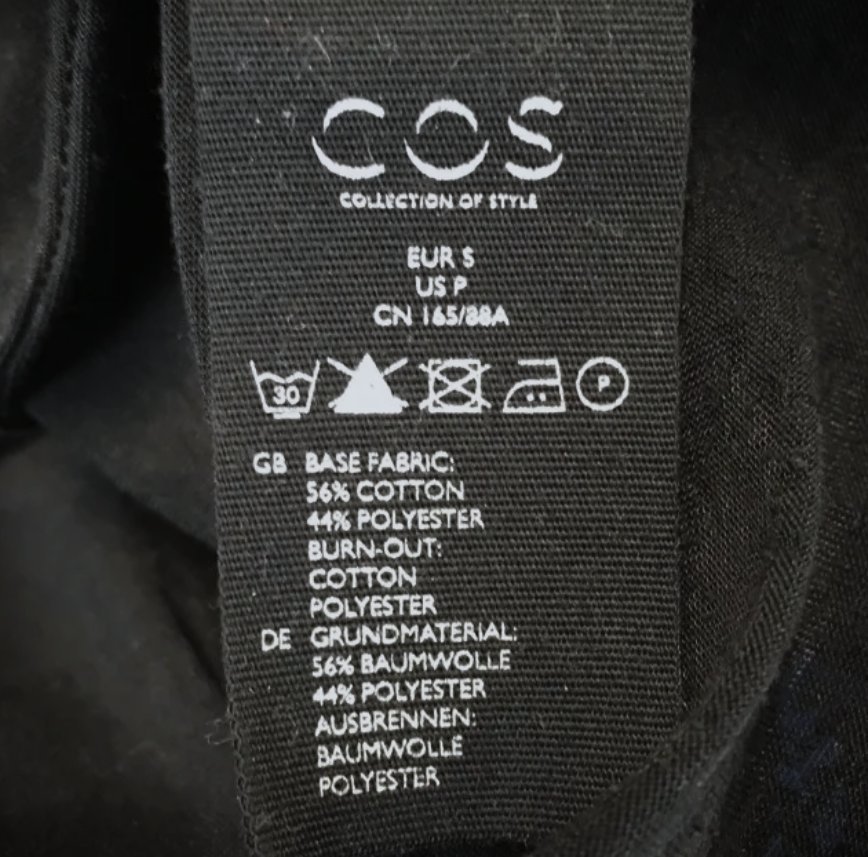 COS
COLLECTION OF STYLE
EUR S
US P
CN 165/88A
30 P
GB BASE FABRIC:
56% COTTON
44% POLYESTER
BURN-OUT:
COTTON
POLYESTER
DE GRUNDMATERIAL:
56% BAUMWOLLE
44% POLYESTER
AUSBRENNEN:
BAUMWOLLE
POLYESTER